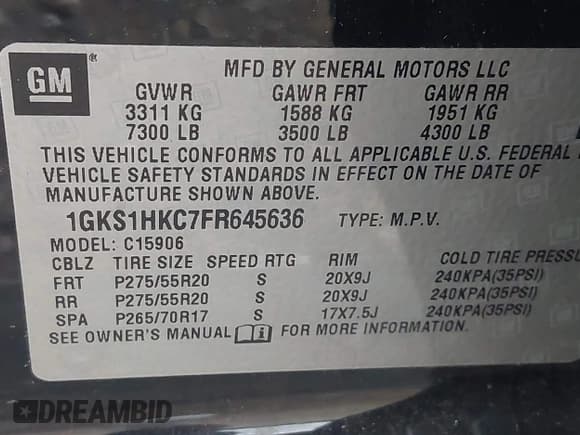 GM ®
MFD BY GENERAL MOTORS LLC
GVWR GAWR FRT GAWR RR
3311 KG 1588 KG 1951 KG
7300 LB 3500 LB 4300 LB
THIS VEHICLE CONFORMS TO ALL APPLICABLE U.S. FEDERAL
VEHICLE SAFETY STANDARDS IN EFFECT ON THE DATE OF
MANUFACTURE SHOWN ABOVE.
1GKS1HKC7FR645636 TYPE: M.P.V.
MODEL: C15906
CBLZ TIRE SIZE SPEED RTG RIM COLD TIRE PRESSU
FRT P275/55R20 S 20X9J 240KPA(35PSI)
RR P275/55R20 S 20X9J 240KPA(35PSI)
SPA P265/70R17 S 17X7.5J 240KPA(35PSI)
SEE OWNER'S MANUAL FOR MORE INFORMATION.
DREAMBID